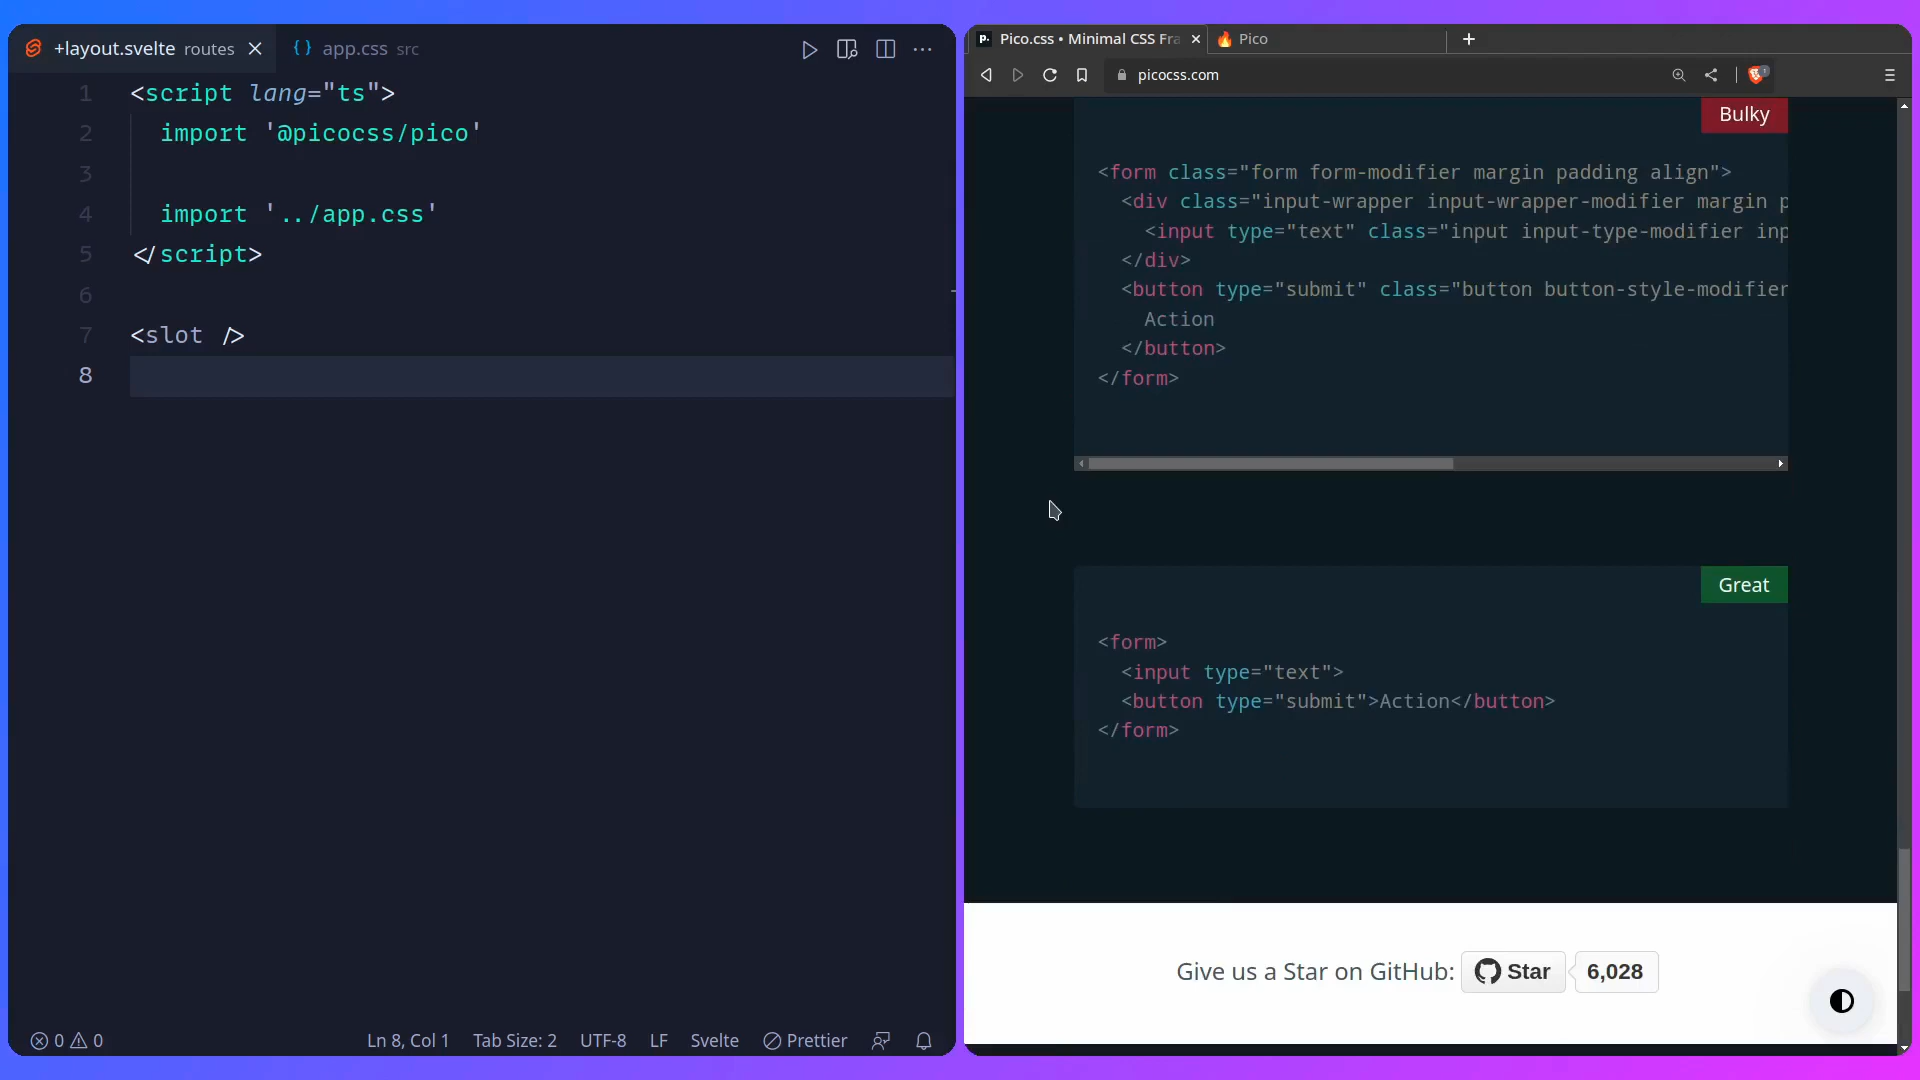 +layout.svelte routes
{} app.css src
1 <script lang="ts">
2 import '@picocss/pico'
3
4 import '../app.css'
5 </script>
6
7 <slot />
8
0 0
Ln 8, Col 1 Tab Size: 2 UTF-8 LF Svelte Prettier
p. Pico.css • Minimal CSS Fra
Pico
picocss.com
1
Bulky
<form class="form form-modifier margin padding align">
<div class="input-wrapper input-wrapper-modifier margin p
<input type="text" class="input input-type-modifier inp
</div>
<button type="submit" class="button button-style-modifier
Action
</button>
</form>
Great
<form>
<input type="text">
<button type="submit">Action</button>
</form>
Give us a Star on GitHub: Star 6,028